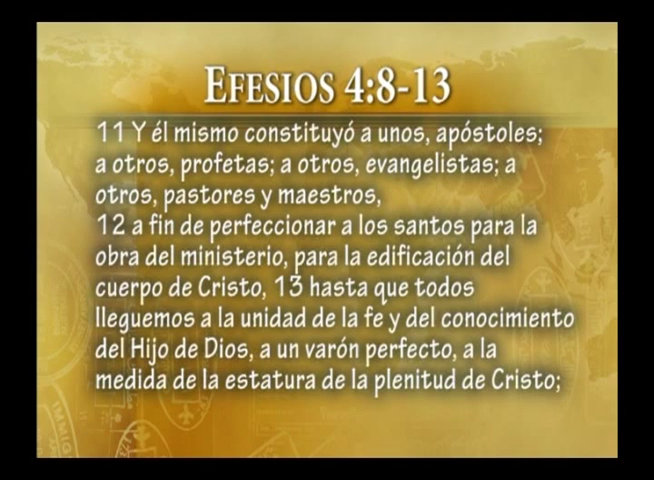 EFESIOS 4:8-13
11 Y él mismo constituyó a unos, apóstoles;
a otros, profetas; a otros, evangelistas; a
otros, pastores y maestros,
12 a fin de perfeccionar a los santos para la
obra del ministerio, para la edificación del
cuerpo de Cristo, 13 hasta que todos
lleguemos a la unidad de la fe y del conocimiento
del Hijo de Dios, a un varón perfecto, a la
medida de la estatura de la plenitud de Cristo;
IMMIG